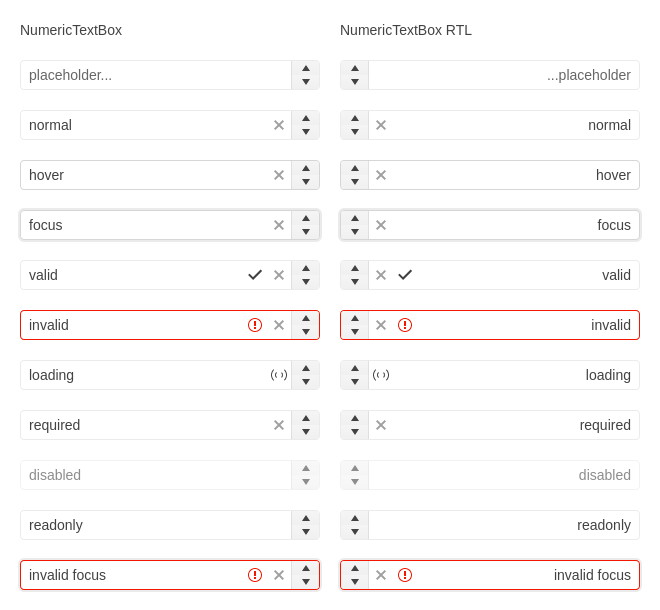 NumericTextBox NumericTextBox RTL
placeholder... ...placeholder
normal normal
hover hover
focus focus
valid valid
invalid invalid
loading loading
required required
disabled disabled
readonly readonly
invalid focus invalid focus